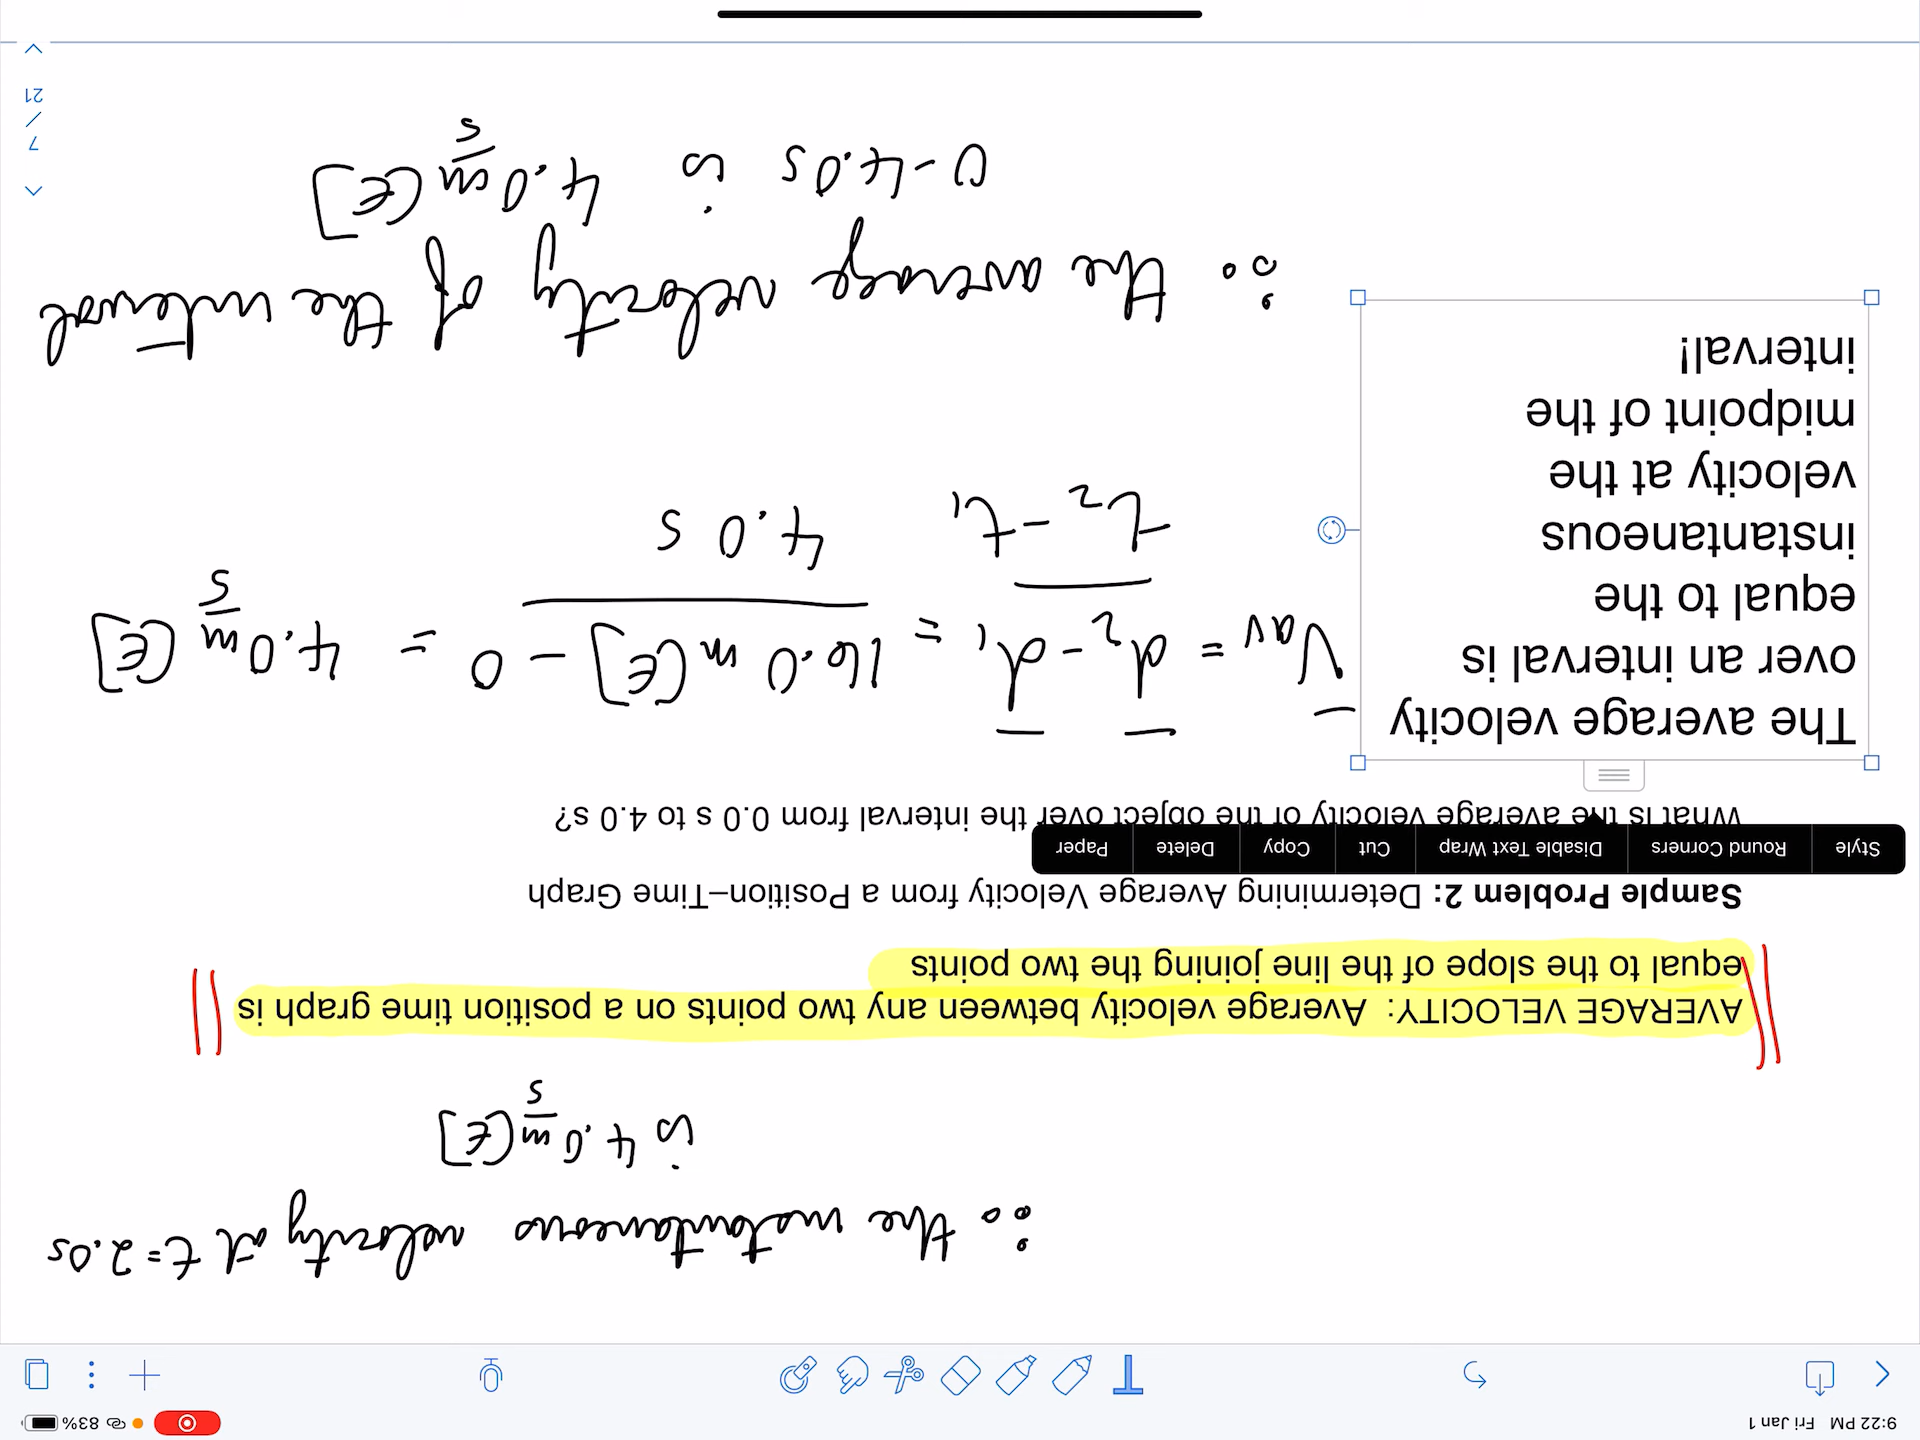 9:22 PM Fri Jan 1
83%
∴ the instantaneous velocity at t=2.0s
is 4.0 m/s [E]
AVERAGE VELOCITY: Average velocity between any two points on a position time graph is
equal to the slope of the line joining the two points
Sample Problem 2: Determining Average Velocity from a Position–Time Graph
Style Round Corners Disable Text Wrap Cut Copy Delete Paper
What is the average velocity of the object over the interval from 0.0 s to 4.0 s?
The average velocity
over an interval is
equal to the
instantaneous
velocity at the
midpoint of the
interval!
Vav = d2-d1 / t2-t1 = 16.0 m [E] - 0 / 4.0 s = 4.0 m/s [E]
∴ the average velocity of the interval
0-4.0s is 4.0 m/s [E]
7 / 21